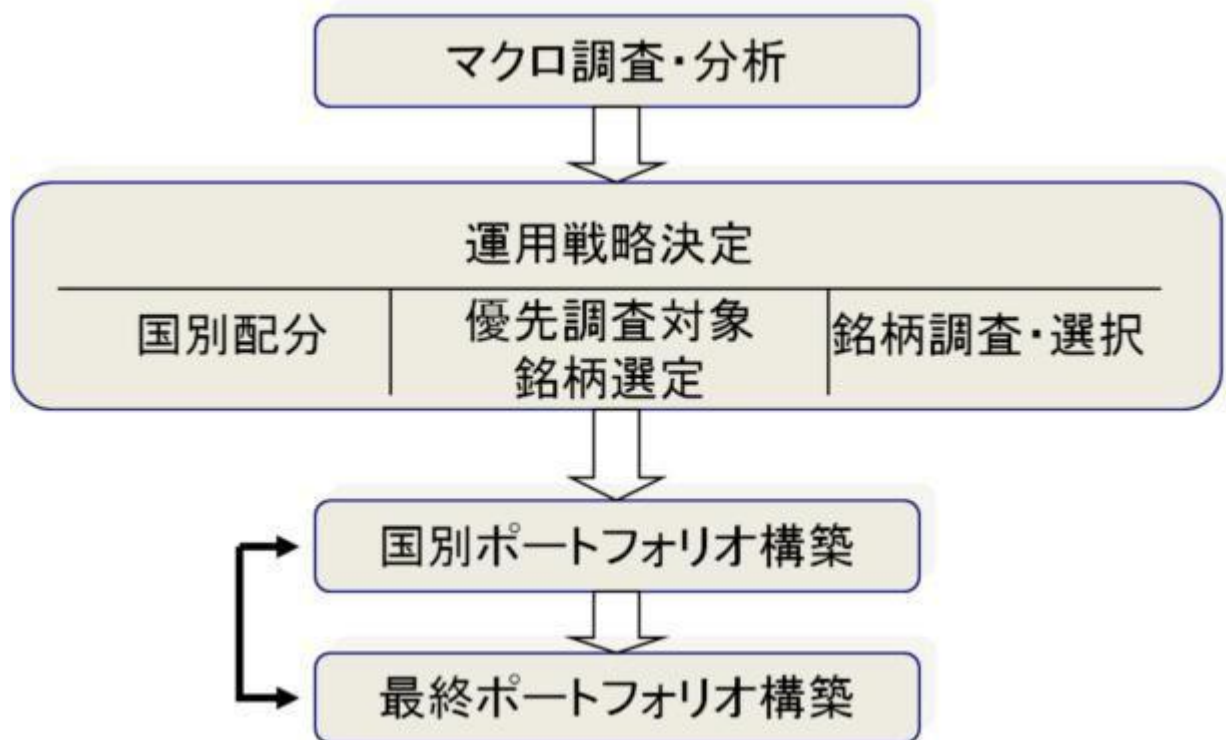 マクロ調査・分析
運用戦略決定
国別配分
優先調査対象
銘柄選定
銘柄調査・選択
国別ポートフォリオ構築
最終ポートフォリオ構築